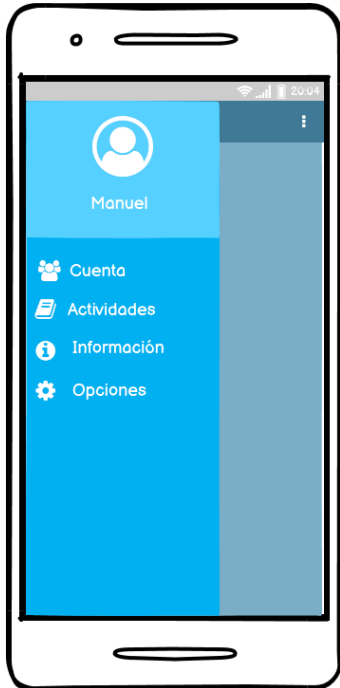 20:04
Manuel
Cuenta
Actividades
Información
Opciones